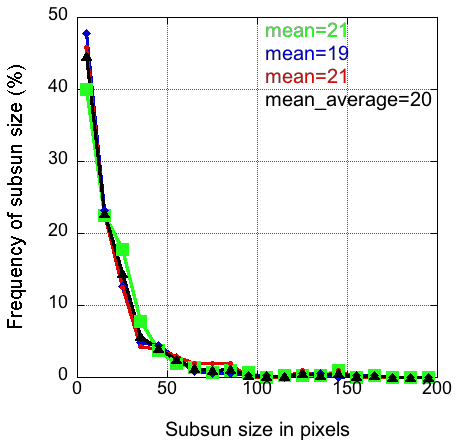 50
40
30
20
10
0
0 50 100 150 200
mean=21
mean=19
mean=21
mean_average=20
Frequency of subsun size (%)
Subsun size in pixels